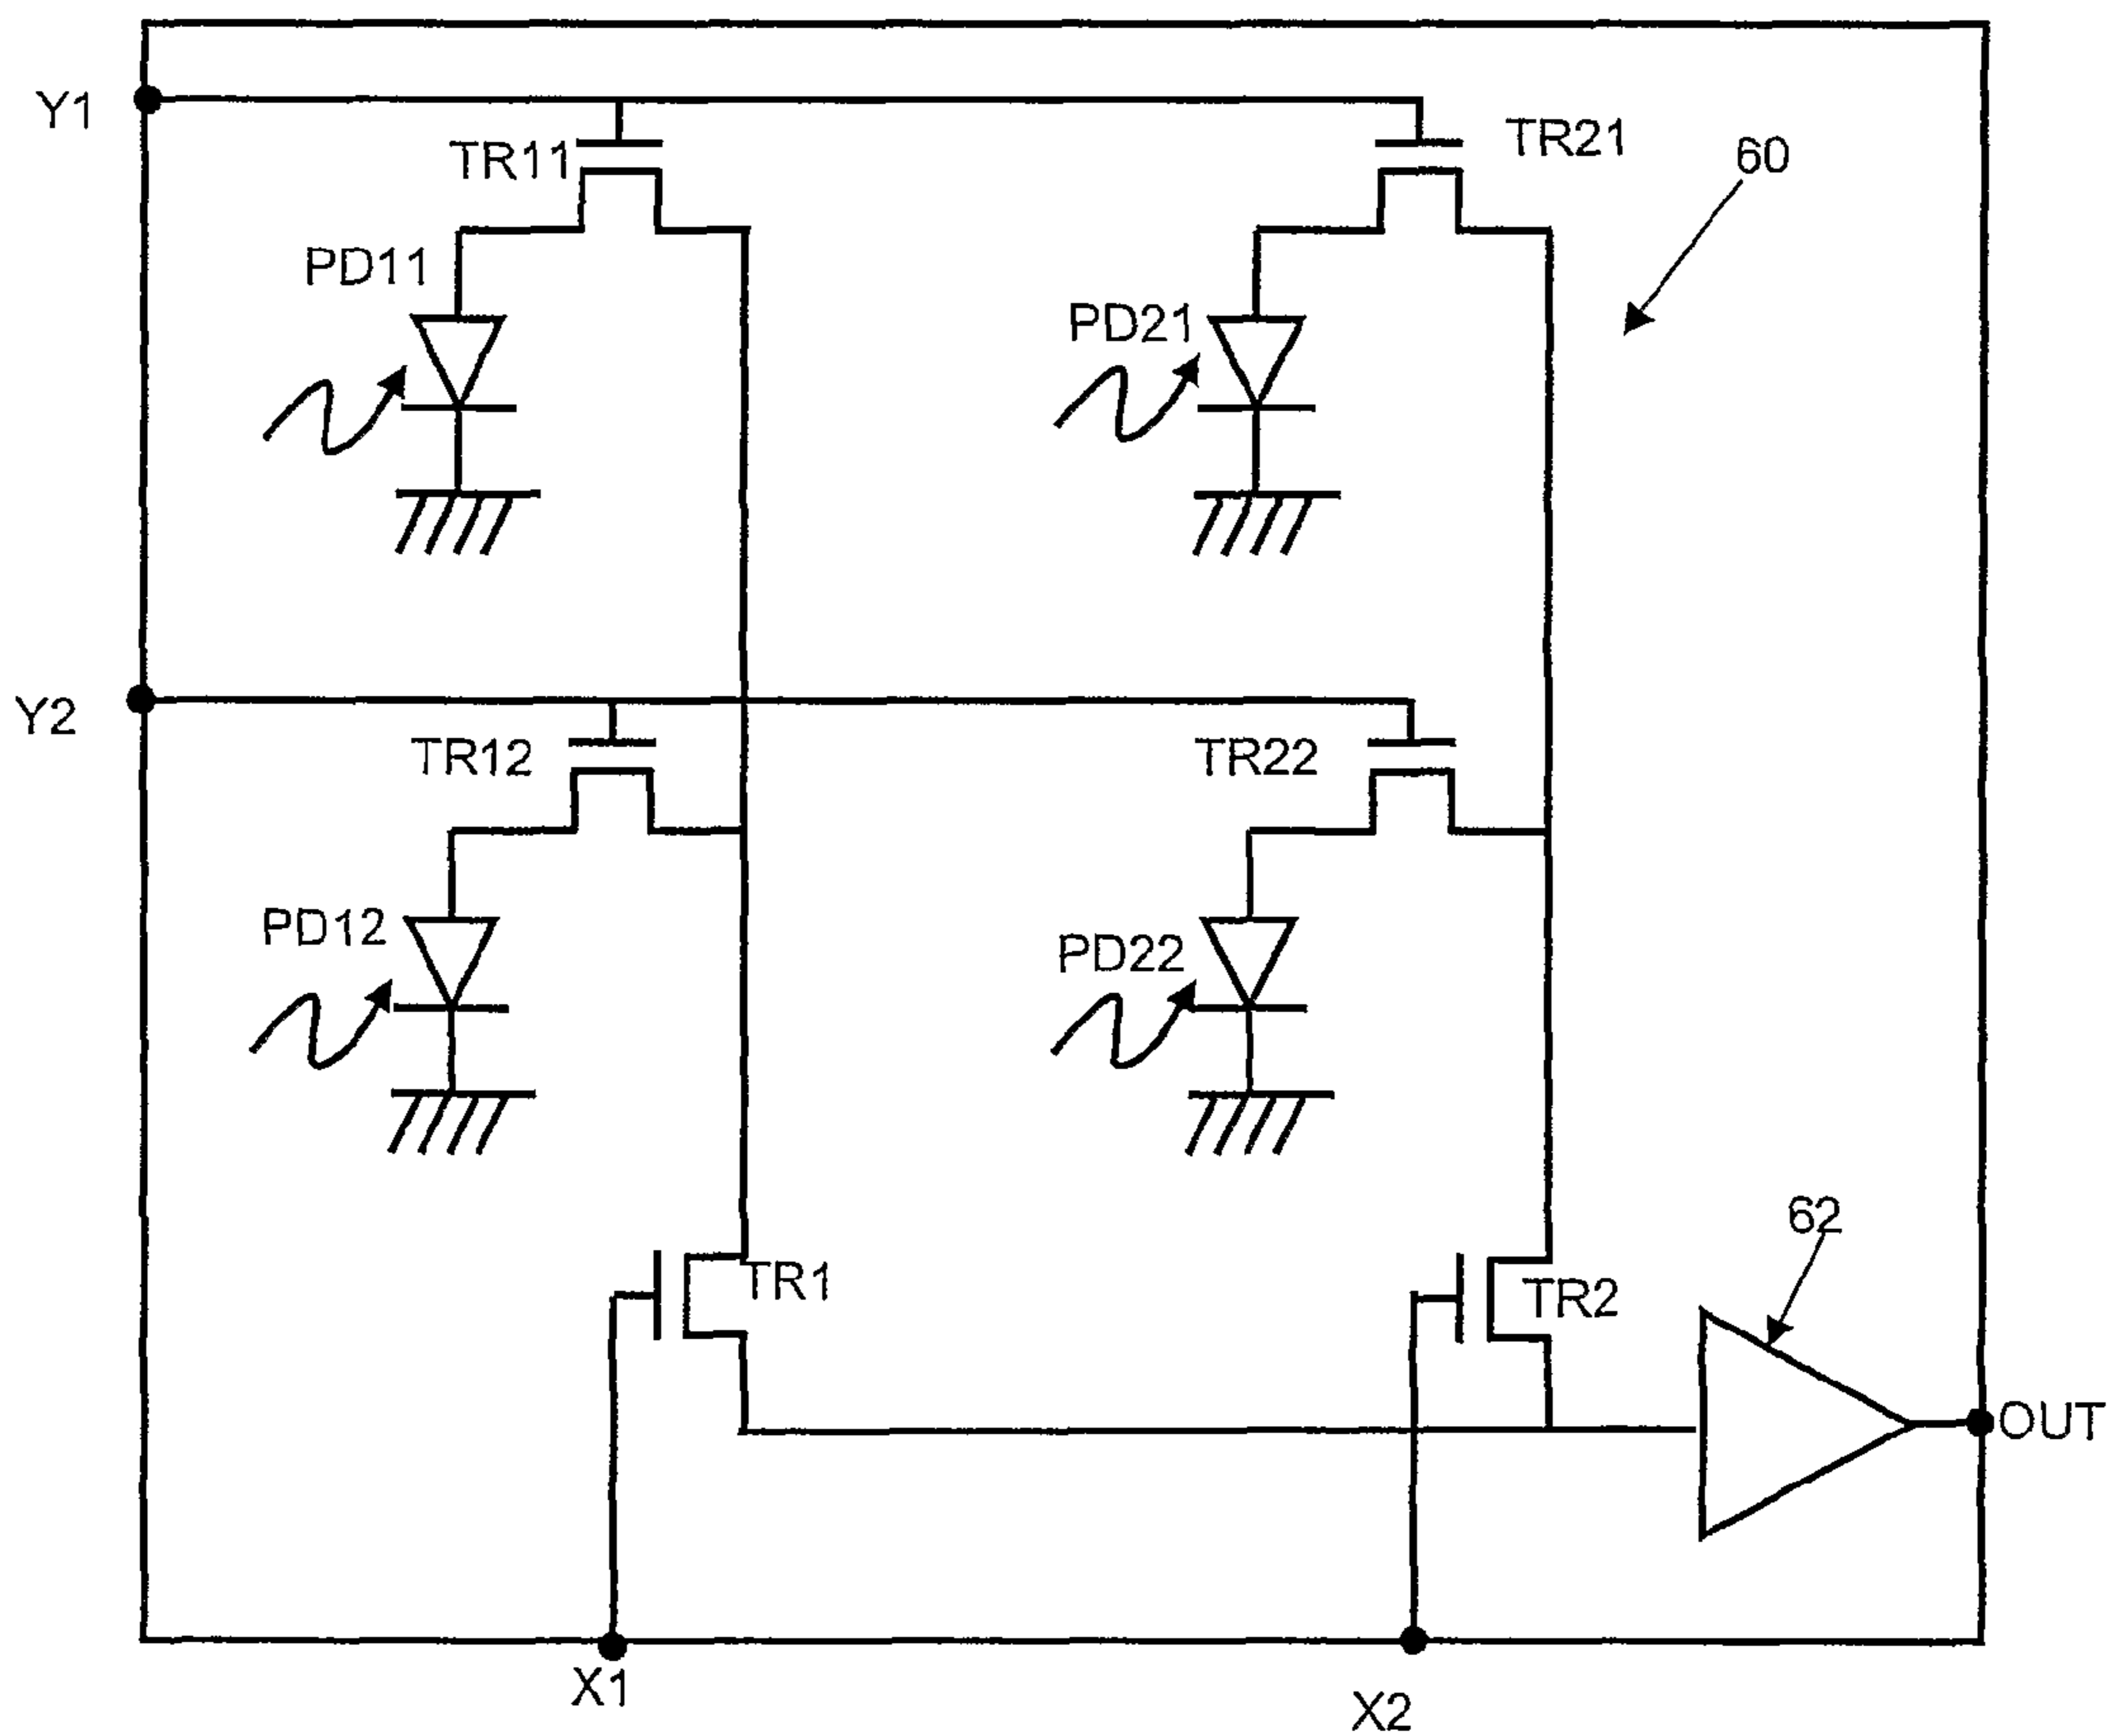 Y1
TR11
TR21
60
PD11
PD21
Y2
TR12
TR22
PD12
PD22
62
TR1
TR2
OUT
X1
X2